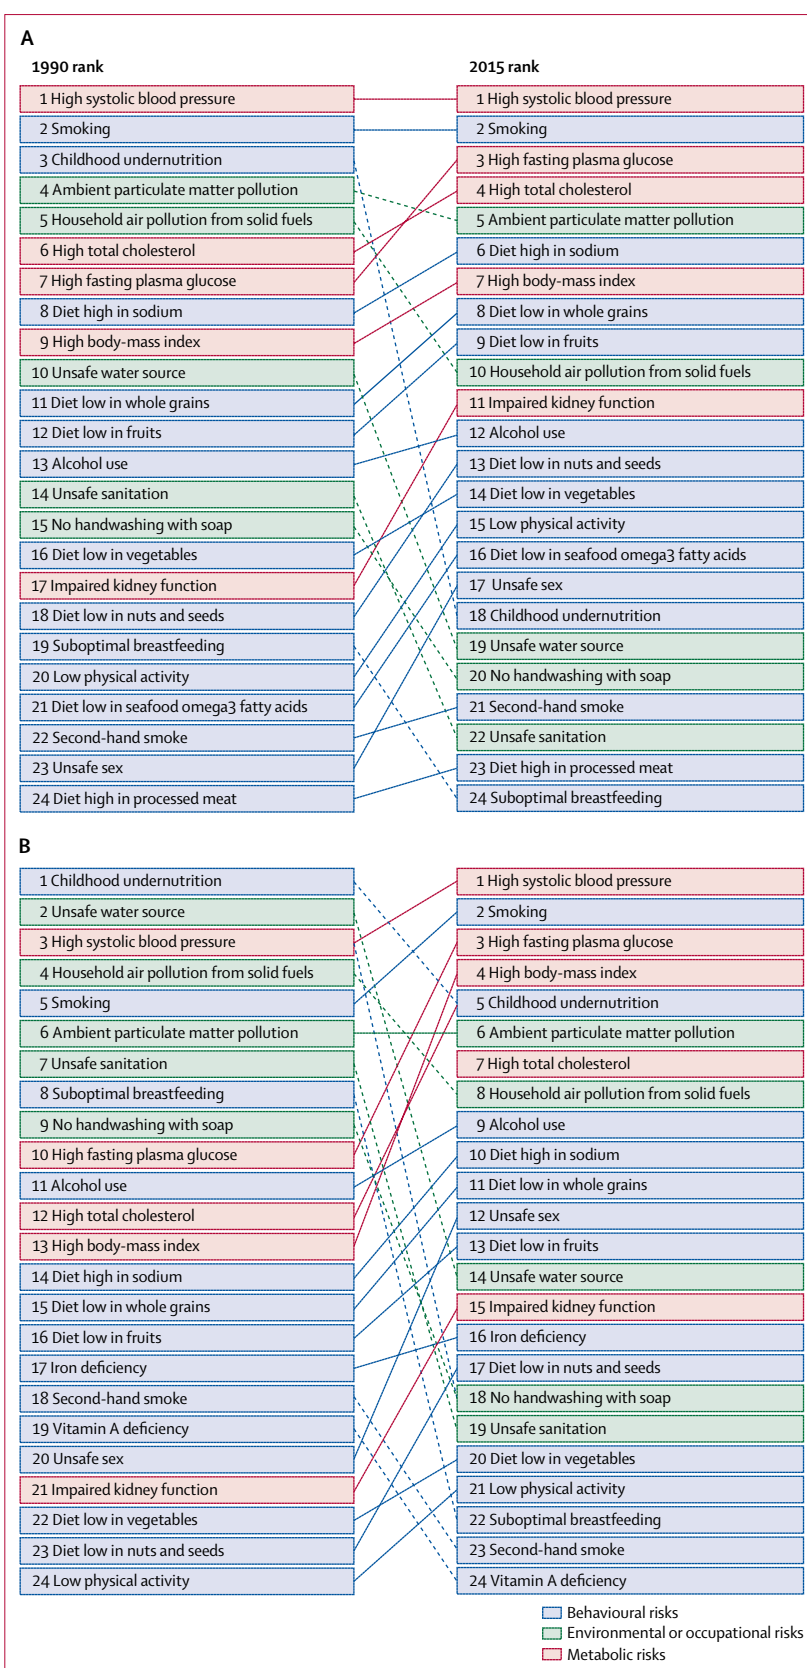 A
1990 rank
2015 rank
1 High systolic blood pressure
1 High systolic blood pressure
2 Smoking
2 Smoking
3 Childhood undernutrition
3 High fasting plasma glucose
4 Ambient particulate matter pollution
4 High total cholesterol
5 Household air pollution from solid fuels
5 Ambient particulate matter pollution
6 High total cholesterol
6 Diet high in sodium
7 High fasting plasma glucose
7 High body-mass index
8 Diet high in sodium
8 Diet low in whole grains
9 High body-mass index
9 Diet low in fruits
10 Unsafe water source
10 Household air pollution from solid fuels
11 Diet low in whole grains
11 Impaired kidney function
12 Diet low in fruits
12 Alcohol use
13 Alcohol use
13 Diet low in nuts and seeds
14 Unsafe sanitation
14 Diet low in vegetables
15 No handwashing with soap
15 Low physical activity
16 Diet low in vegetables
16 Diet low in seafood omega3 fatty acids
17 Impaired kidney function
17 Unsafe sex
18 Diet low in nuts and seeds
18 Childhood undernutrition
19 Suboptimal breastfeeding
19 Unsafe water source
20 Low physical activity
20 No handwashing with soap
21 Diet low in seafood omega3 fatty acids
21 Second-hand smoke
22 Second-hand smoke
22 Unsafe sanitation
23 Unsafe sex
23 Diet high in processed meat
24 Diet high in processed meat
24 Suboptimal breastfeeding
B
1 Childhood undernutrition
1 High systolic blood pressure
2 Unsafe water source
2 Smoking
3 High systolic blood pressure
3 High fasting plasma glucose
4 Household air pollution from solid fuels
4 High body-mass index
5 Smoking
5 Childhood undernutrition
6 Ambient particulate matter pollution
6 Ambient particulate matter pollution
7 Unsafe sanitation
7 High total cholesterol
8 Suboptimal breastfeeding
8 Household air pollution from solid fuels
9 No handwashing with soap
9 Alcohol use
10 High fasting plasma glucose
10 Diet high in sodium
11 Alcohol use
11 Diet low in whole grains
12 High total cholesterol
12 Unsafe sex
13 High body-mass index
13 Diet low in fruits
14 Diet high in sodium
14 Unsafe water source
15 Diet low in whole grains
15 Impaired kidney function
16 Diet low in fruits
16 Iron deficiency
17 Iron deficiency
17 Diet low in nuts and seeds
18 Second-hand smoke
18 No handwashing with soap
19 Vitamin A deficiency
19 Unsafe sanitation
20 Unsafe sex
20 Diet low in vegetables
21 Impaired kidney function
21 Low physical activity
22 Diet low in vegetables
22 Suboptimal breastfeeding
23 Diet low in nuts and seeds
23 Second-hand smoke
24 Low physical activity
24 Vitamin A deficiency
Behavioural risks
Environmental or occupational risks
Metabolic risks